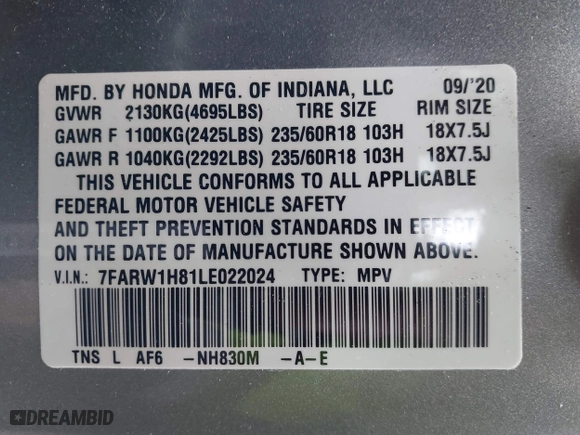 MFD. BY HONDA MFG. OF INDIANA, LLC 09/'20
GVWR 2130KG(4695LBS) TIRE SIZE RIM SIZE
GAWR F 1100KG(2425LBS) 235/60R18 103H 18X7.5J
GAWR R 1040KG(2292LBS) 235/60R18 103H 18X7.5J
THIS VEHICLE CONFORMS TO ALL APPLICABLE
FEDERAL MOTOR VEHICLE SAFETY
AND THEFT PREVENTION STANDARDS IN EFFECT
ON THE DATE OF MANUFACTURE SHOWN ABOVE.
V.I.N.: 7FARW1H81LE022024 TYPE: MPV
TNS L AF6 -NH830M -A-E
DREAMBID